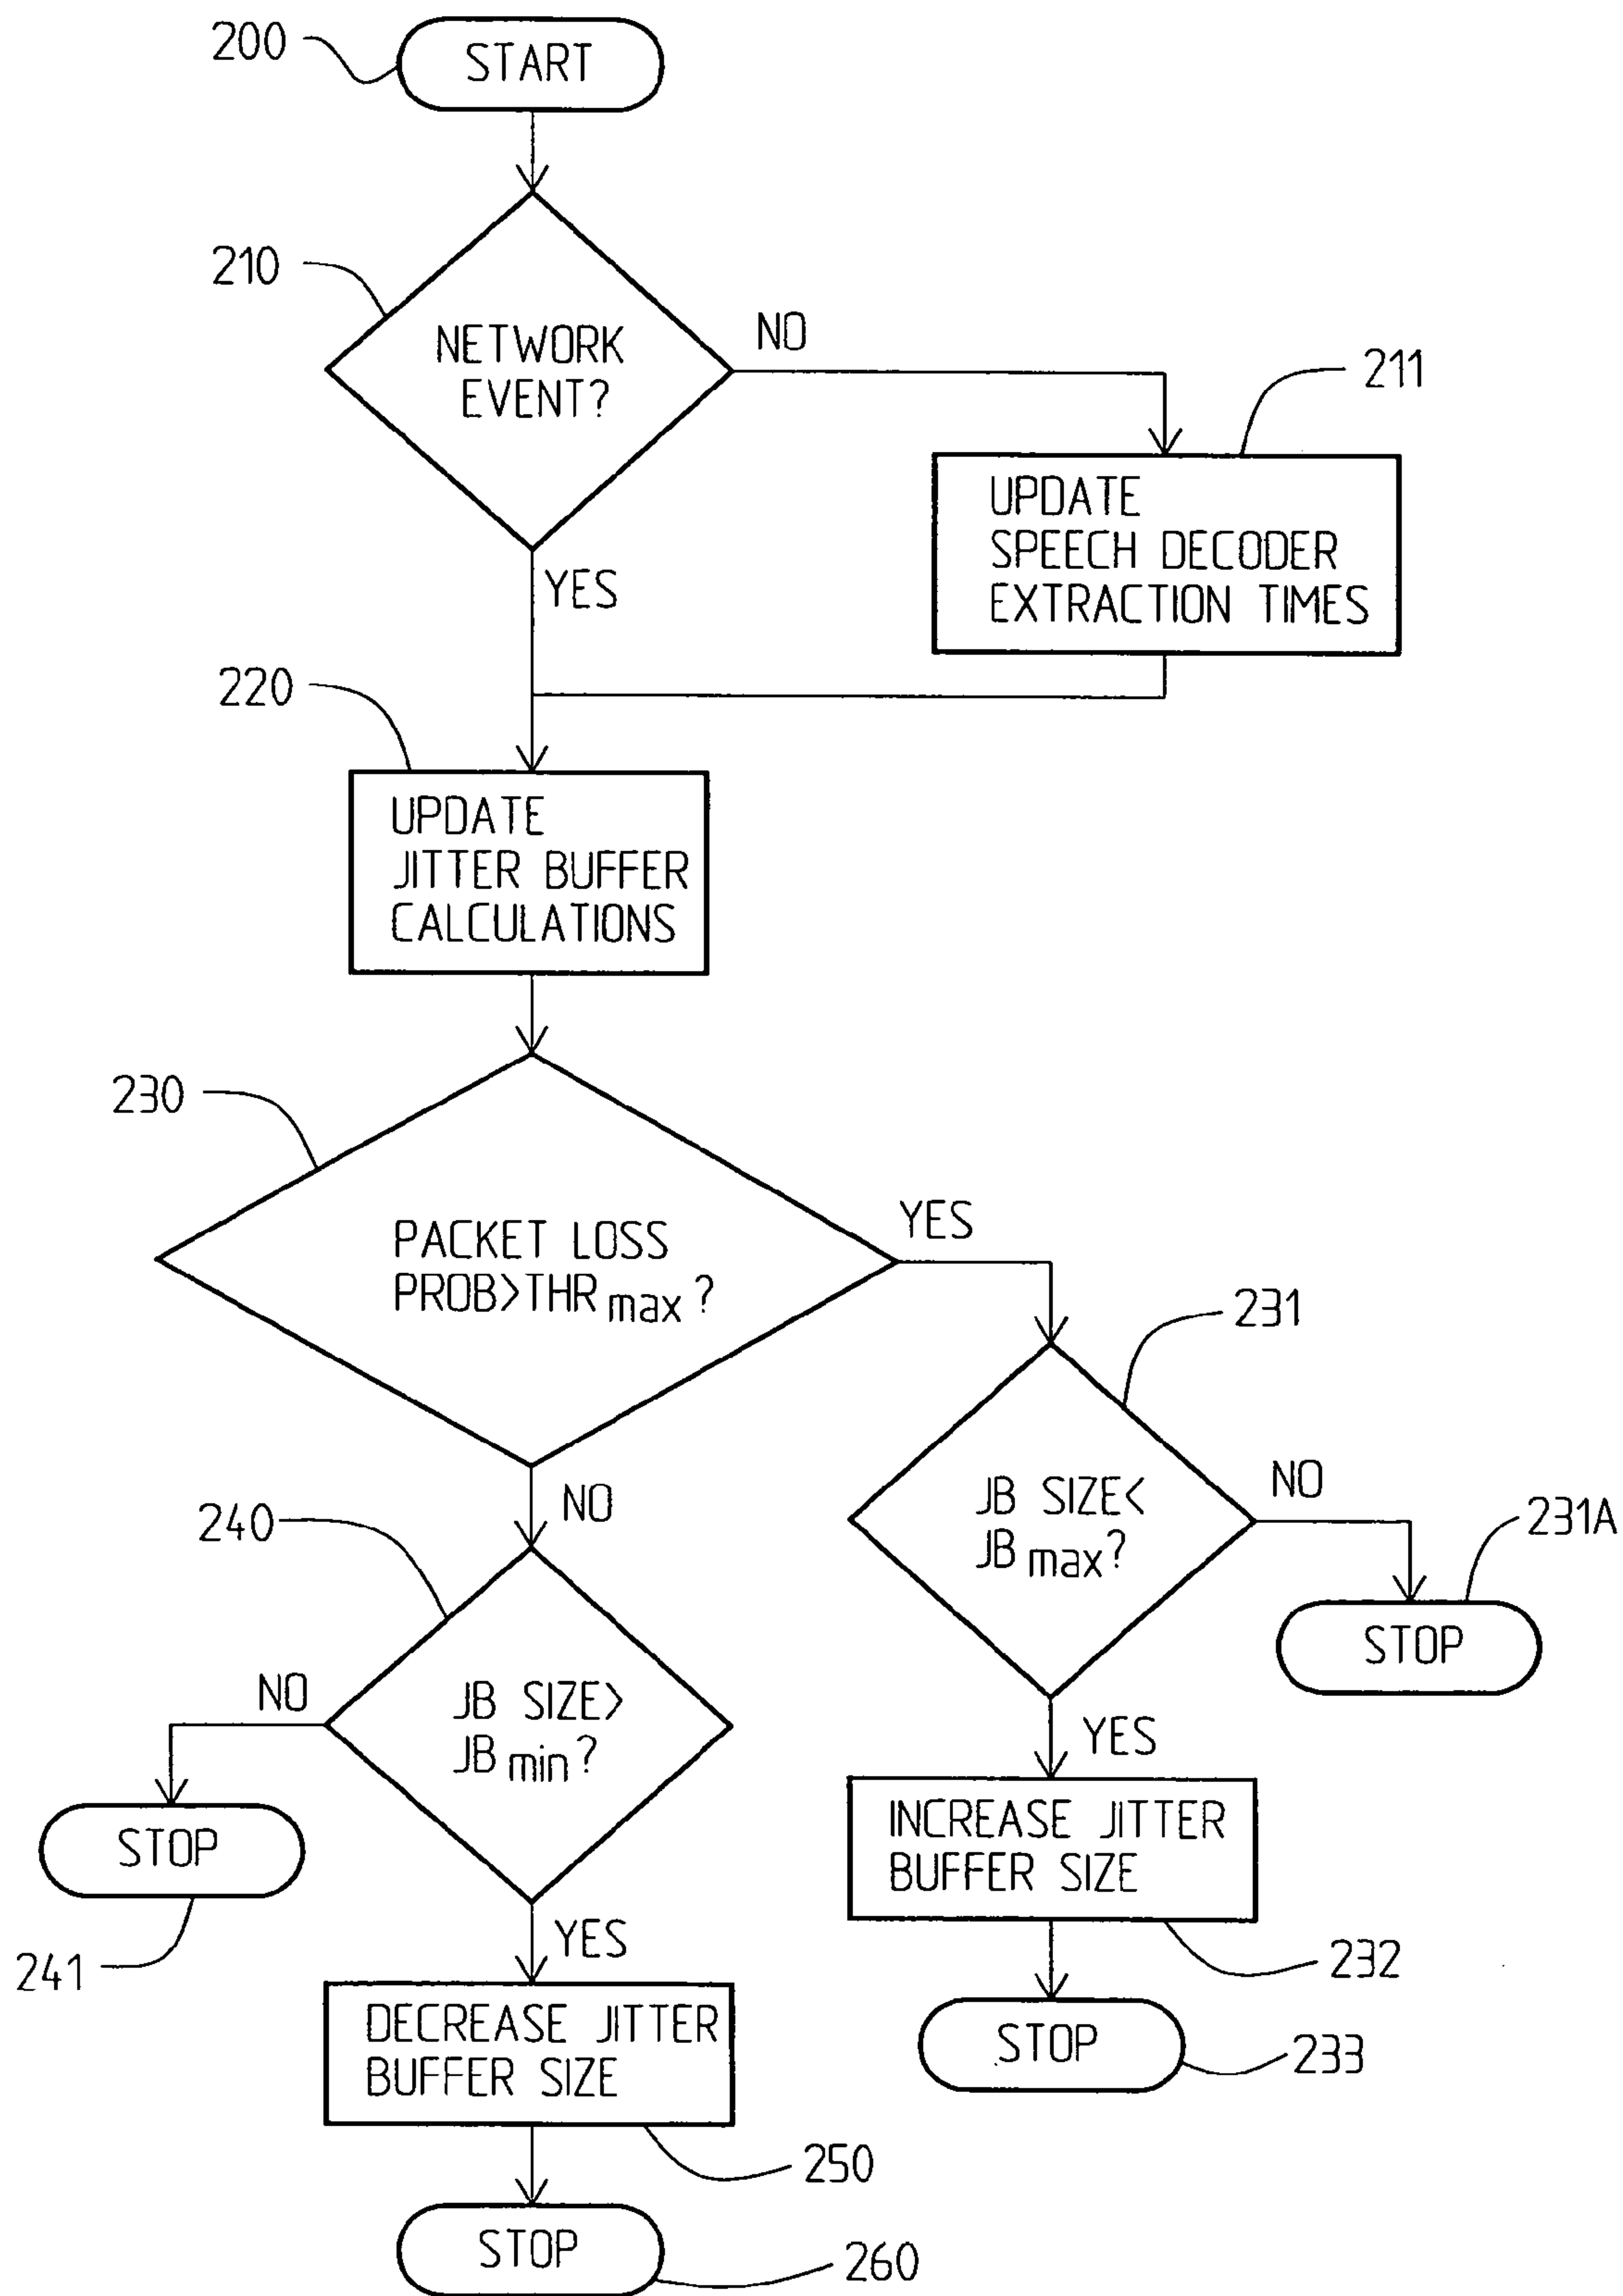 200
START
210
NETWORK
EVENT?
NO
211
UPDATE
SPEECH DECODER
EXTRACTION TIMES
YES
220
UPDATE
JITTER BUFFER
CALCULATIONS
230
PACKET LOSS
PROB>THR max ?
YES
231
JB SIZE<
JB max?
NO
231A
STOP
NO
240
JB SIZE>
JB min?
NO
STOP
241
YES
INCREASE JITTER
BUFFER SIZE
232
STOP
233
YES
DECREASE JITTER
BUFFER SIZE
250
STOP
260